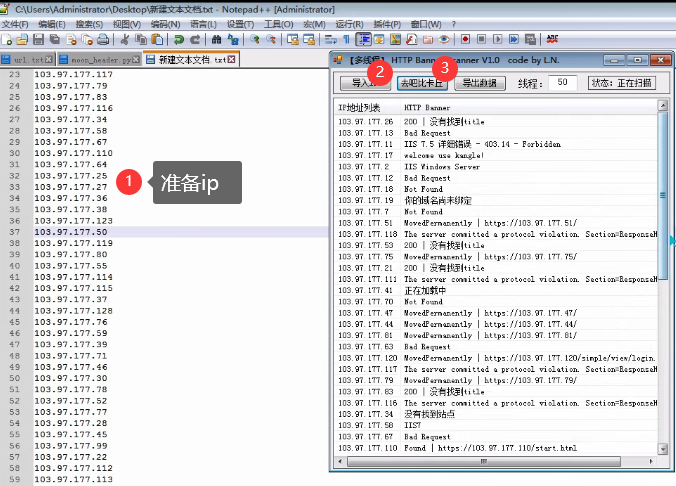 C:\Users\Administrator\Desktop\新建文本文档.txt - Notepad++ [Administrator]
文件(F) 编辑(E) 搜索(S) 视图(V) 编码(N) 语言(L) 设置(T) 工具(O) 宏(M) 运行(R) 插件(P) 窗口(W) ?
url.txt moon_header.py 新建文本文档.txt
23 103.97.177.117
24 103.97.177.79
25 103.97.177.83
26 103.97.177.116
27 103.97.177.34
28 103.97.177.58
29 103.97.177.67
30 103.97.177.110
31 103.97.177.64
32 103.97.177.25
33 103.97.177.27
34 103.97.177.36
35 103.97.177.38
36 103.97.177.123
37 103.97.177.50
38 103.97.177.119
39 103.97.177.80
40 103.97.177.55
41 103.97.177.114
42 103.97.177.115
43 103.97.177.37
44 103.97.177.128
45 103.97.177.76
46 103.97.177.59
47 103.97.177.39
48 103.97.177.71
49 103.97.177.46
50 103.97.177.30
51 103.97.177.78
52 103.97.177.52
53 103.97.177.77
54 103.97.177.28
55 103.97.177.45
56 103.97.177.99
57 103.97.177.22
58 103.97.177.112
59 103.97.177.113
1 准备ip
【多线程】HTTP Banner Scanner V1.0 code by L.N.
2 3
去吧比卡丘 导出数据 线程: 50 状态: 正在扫描
IP地址列表 HTTP Banner
103.97.177.26 200 | 没有找到title
103.97.177.13 Bad Request
103.97.177.11 IIS 7.5 详细错误 - 403.14 - Forbidden
103.97.177.17 welcome use kangle!
103.97.177.2 IIS Windows Server
103.97.177.12 Bad Request
103.97.177.18 Not Found
103.97.177.19 你的域名尚未绑定
103.97.177.7 Not Found
103.97.177.51 MovedPermanently | https://103.97.177.51/
103.97.177.118 The server committed a protocol violation. Section=ResponseH
103.97.177.53 200 | 没有找到title
103.97.177.75 MovedPermanently | https://103.97.177.75/
103.97.177.21 200 | 没有找到title
103.97.177.111 The server committed a protocol violation. Section=ResponseH
103.97.177.41 正在加载中
103.97.177.70 Not Found
103.97.177.47 MovedPermanently | https://103.97.177.47/
103.97.177.44 MovedPermanently | https://103.97.177.44/
103.97.177.81 MovedPermanently | https://103.97.177.81/
103.97.177.63 Bad Request
103.97.177.120 MovedPermanently | https://103.97.177.120/simple/view/login.
103.97.177.117 The server committed a protocol violation. Section=ResponseH
103.97.177.79 MovedPermanently | https://103.97.177.79/
103.97.177.83 200 | 没有找到title
103.97.177.116 The server committed a protocol violation. Section=ResponseH
103.97.177.34 没有找到站点
103.97.177.58 IIS7
103.97.177.67 Bad Request
103.97.177.110 Found | https://103.97.177.110/start.html